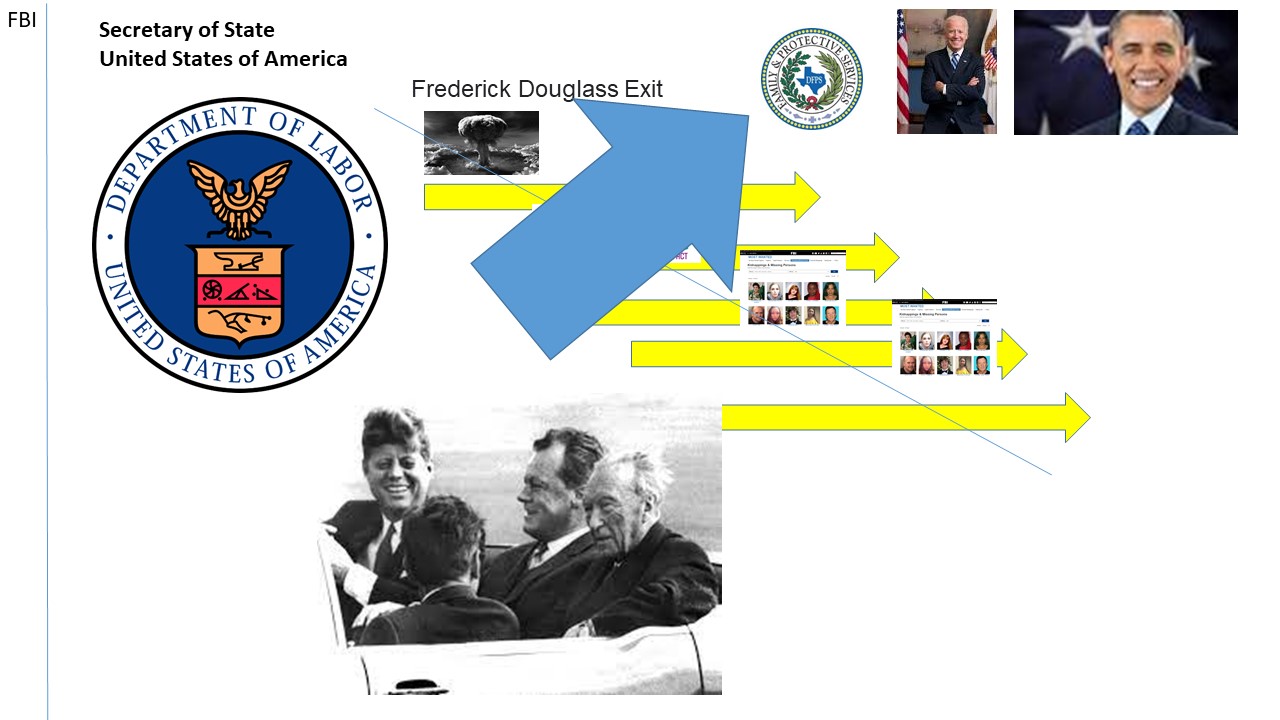 FBI
Secretary of State
United States of America
Frederick Douglass Exit
DEPARTMENT OF LABOR
UNITED STATES OF AMERICA
FAMILY & PROTECTIVE SERVICES
DFPS
MOST WANTED
FBI
Kidnappings & Missing Persons
MOST WANTED
FBI
Kidnappings & Missing Persons